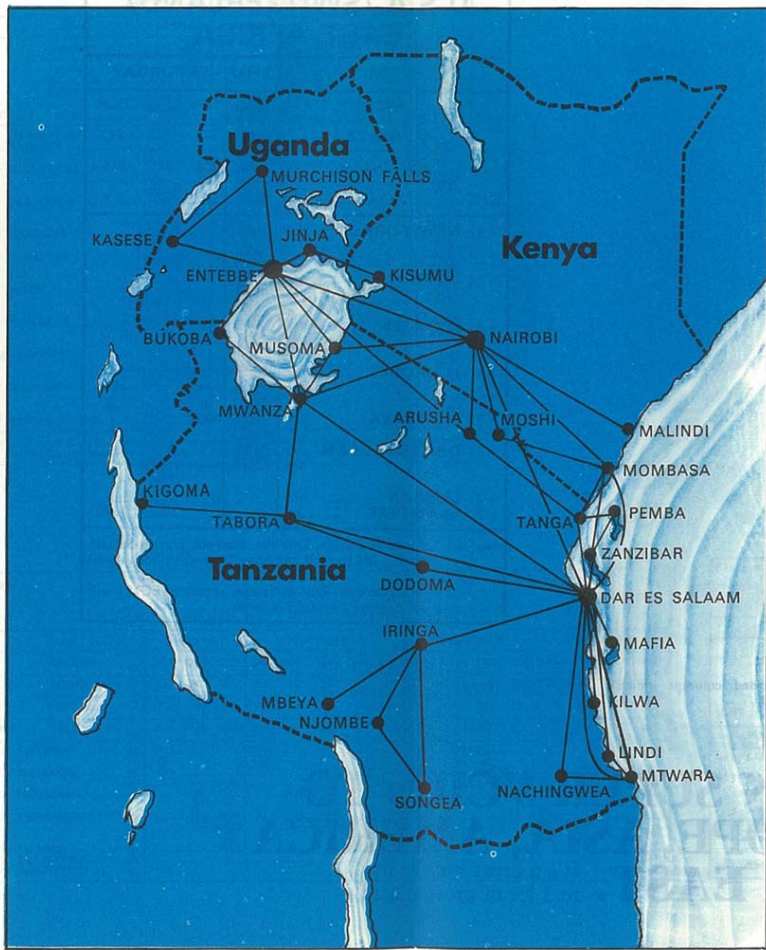 Uganda
MURCHISON FALLS
KASESE
JINJA
Kenya
ENTEBBE
KISUMU
BUKOBA
MUSOMA
NAIROBI
MWANZA
ARUSHA
MOSHI
MALINDI
MOMBASA
KIGOMA
TABORA
TANGA
PEMBA
ZANZIBAR
Tanzania
DODOMA
DAR ES SALAAM
IRINGA
MAFIA
MBEYA
KILWA
NJOMBE
LINDI
NACHINGWEA
MTWARA
SONGEA